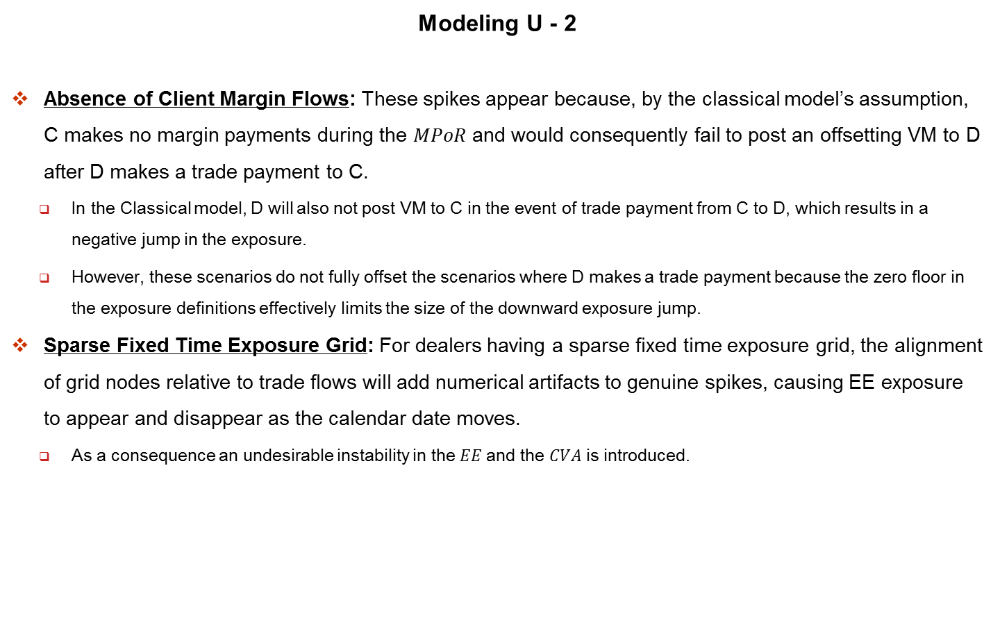 Modeling U - 2
Absence of Client Margin Flows: These spikes appear because, by the classical model’s assumption,
C makes no margin payments during the MPoR and would consequently fail to post an offsetting VM to D
after D makes a trade payment to C.
In the Classical model, D will also not post VM to C in the event of trade payment from C to D, which results in a
negative jump in the exposure.
However, these scenarios do not fully offset the scenarios where D makes a trade payment because the zero floor in
the exposure definitions effectively limits the size of the downward exposure jump.
Sparse Fixed Time Exposure Grid: For dealers having a sparse fixed time exposure grid, the alignment
of grid nodes relative to trade flows will add numerical artifacts to genuine spikes, causing EE exposure
to appear and disappear as the calendar date moves.
As a consequence an undesirable instability in the EE and the CVA is introduced.